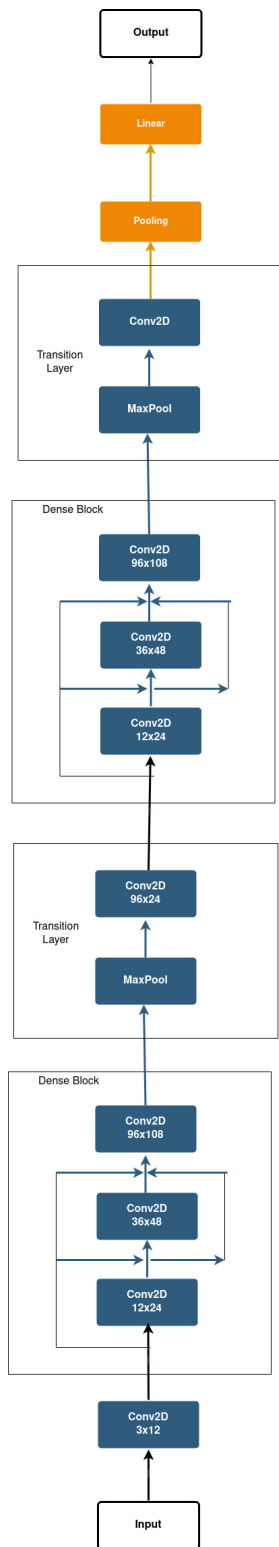 Output
Linear
Pooling
Conv2D
Transition
Layer
MaxPool
Dense Block
Conv2D
96x108
Conv2D
36x48
Conv2D
12x24
Conv2D
96x24
Transition
Layer
MaxPool
Dense Block
Conv2D
96x108
Conv2D
36x48
Conv2D
12x24
Conv2D
3x12
Input